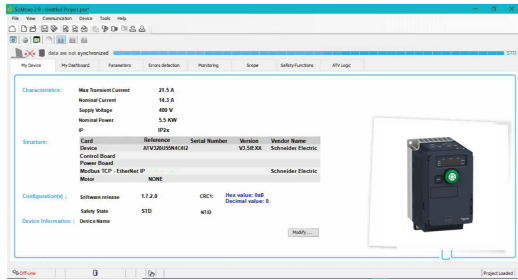 SoMove 2.9 - Untitled Project.psx*
File View Communication Device Tools Help
data are not synchronized
STD
My Device My Dashboard Parameters Errors detection Monitoring Scope Safety Functions ATV Logic
Characteristics : Max Transient Current 21.5 A
Nominal Current 14.3 A
Supply Voltage 400 V
Nominal Power 5.5 KW
IP IP2x
Structure: Card Reference Serial Number Version Vendor Name
Device ATV320U55N4C Schneider Electric
Control Board
Power Board
Modbus TCP - EtherNet IP Schneider Electric
Motor NONE
Configuration(s) : Software release 1.7.2.0 CRC1: Hex value: 0x0
Decimal value: 0
Safety State STD NTID
Device Information : Device Name
Modify ...
Offline
Project Loaded